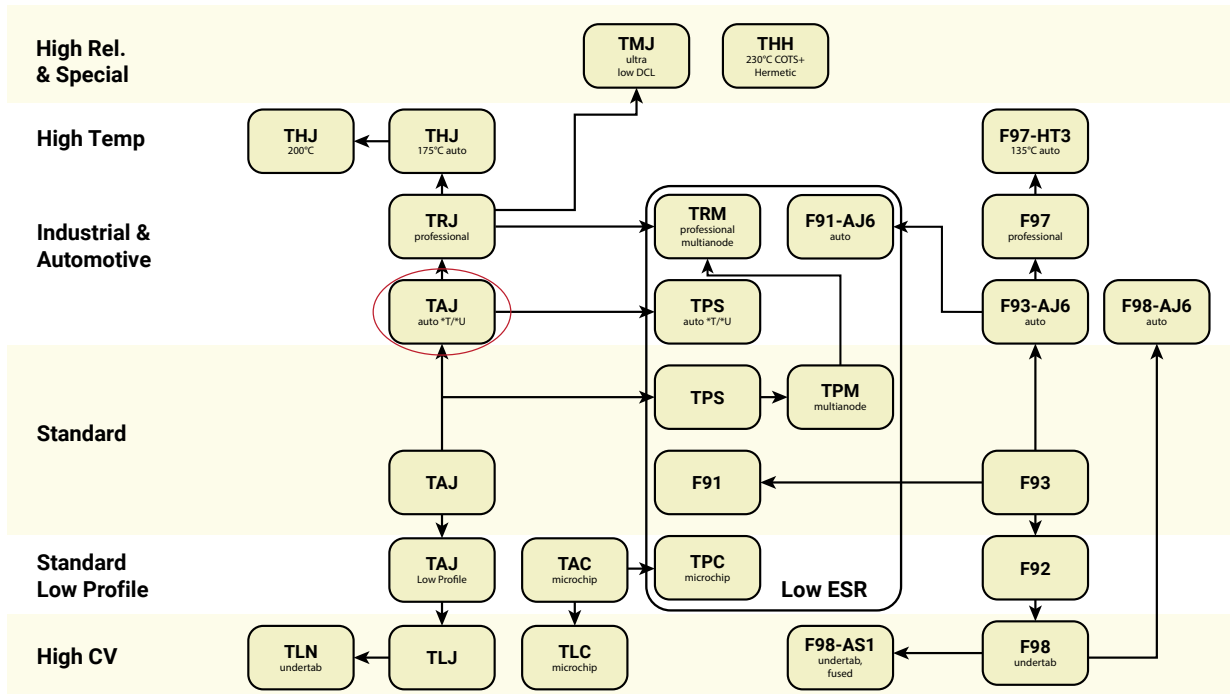 High Rel.
& Special
TMJ
ultra
low DCL
THH
230°C COTS+
Hermetic
High Temp
THJ
200°C
THJ
175°C auto
F97-HT3
135°C auto
Industrial &
Automotive
TRJ
professional
TRM
professional
multianode
F91-AJ6
auto
F97
professional
TAJ
auto *T/*U
TPS
auto *T/*U
F93-AJ6
auto
F98-AJ6
auto
Standard
TPS
TPM
multianode
TAJ
F91
F93
Standard
Low Profile
TAJ
Low Profile
TAC
microchip
TPC
microchip
Low ESR
F92
High CV
TLN
undertab
TLJ
TLC
microchip
F98-AS1
undertab,
fused
F98
undertab